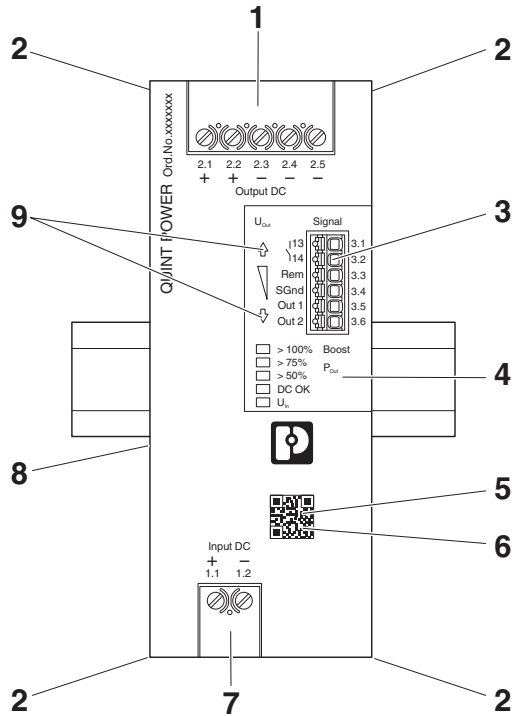 1
2
2
QUINT POWER Ord.No.xxxxxxx
2.1 2.2 2.3 2.4 2.5
+ + − − −
Output DC
9
3
U_Out
Signal
13 3.1
14 3.2
Rem 3.3
SGnd 3.4
Out 1 3.5
Out 2 3.6
> 100% Boost
> 75% P_Out
> 50%
DC OK
U_In
4
8
5
6
Input DC
+ −
1.1 1.2
2
7
2